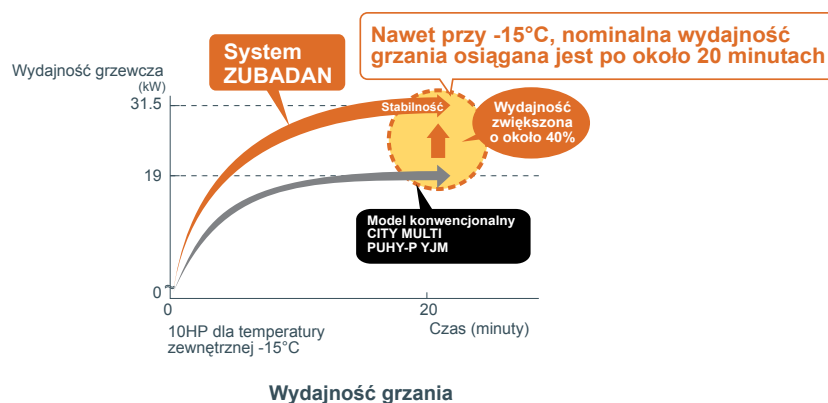 Nawet przy -15°C, nominalna wydajność
grzania osiągana jest po około 20 minutach
System
ZUBADAN
Wydajność grzewcza
(kW)
31.5
Stabilność
Wydajność
zwiększona
o około 40%
19
Model konwencjonalny
CITY MULTI
PUHY-P YJM
0
0
20
10HP dla temperatury
zewnętrznej -15°C
Czas (minuty)
Wydajność grzania